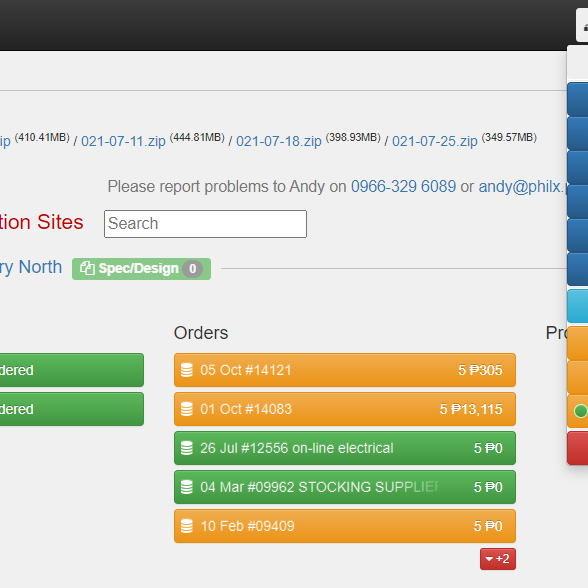 ip (410.41MB) / 021-07-11.zip (444.81MB) / 021-07-18.zip (398.93MB) / 021-07-25.zip (349.57MB)
Please report problems to Andy on 0966-329 6089 or andy@philx.
tion Sites Search
ry North Spec/Design 0
Orders
Pro
dered
05 Oct #14121 5 ₱305
dered
01 Oct #14083 5 ₱13,115
26 Jul #12556 on-line electrical 5 ₱0
04 Mar #09962 STOCKING SUPPLIER 5 ₱0
10 Feb #09409 5 ₱0
+2